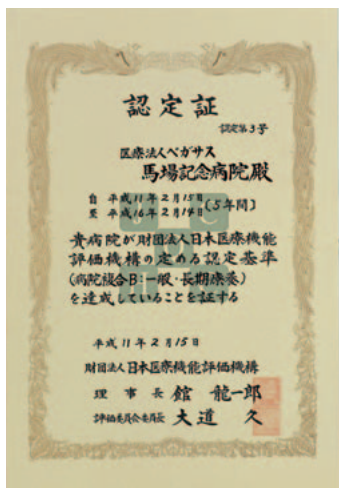 認定証
認定第3号
医療法人ペガサス
馬場記念病院殿
自 平成11年2月15日
至 平成16年2月14日
〔5年間〕
貴病院が財団法人日本医療機能
評価機構の定める認定基準
(病院複合B:一般・長期療養)
を達成していることを証する
平成11年2月15日
財団法人日本医療機能評価機構
理事長 舘 龍一郎
評価委員会委員長 大道 久